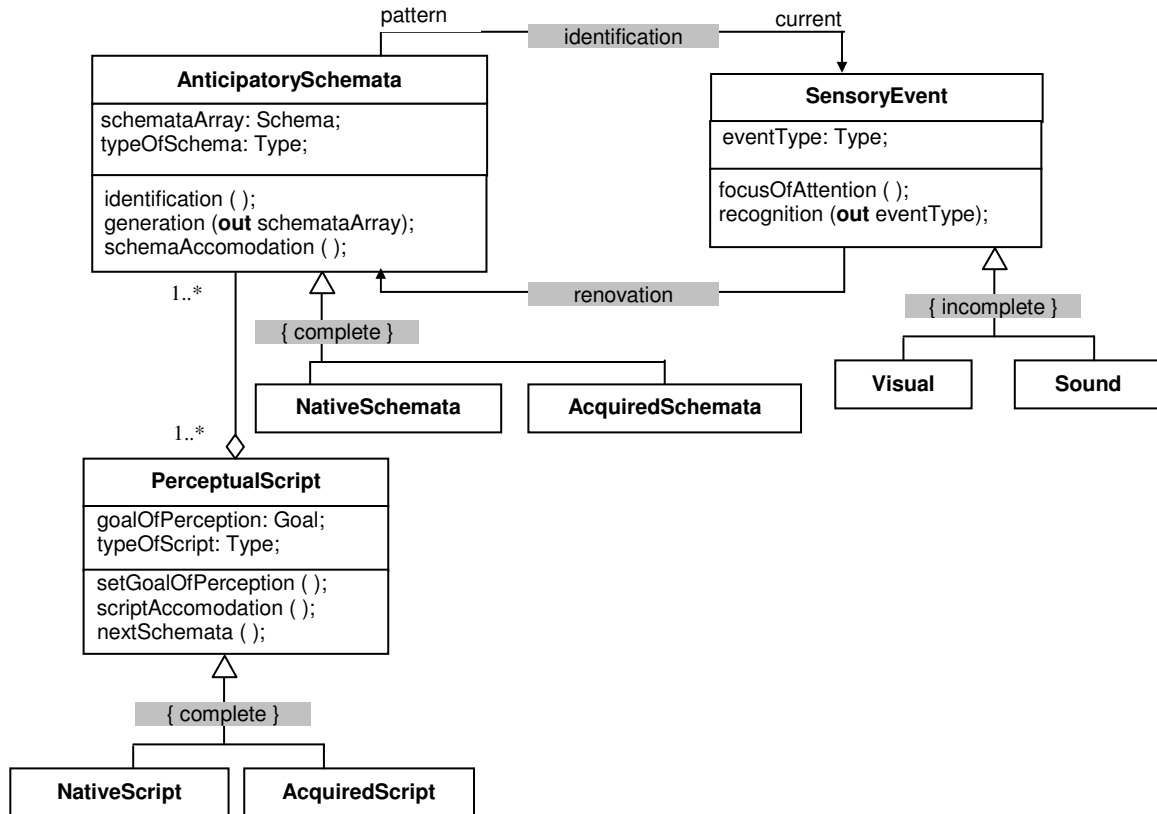 pattern
current
identification
AnticipatorySchemata
schemataArray: Schema;
typeOfSchema: Type;
identification ( );
generation (out schemataArray);
schemaAccomodation ( );
SensoryEvent
eventType: Type;
focusOfAttention ( );
recognition (out eventType);
1..*
renovation
{ complete }
{ incomplete }
NativeSchemata
AcquiredSchemata
Visual
Sound
1..*
PerceptualScript
goalOfPerception: Goal;
typeOfScript: Type;
setGoalOfPerception ( );
scriptAccomodation ( );
nextSchemata ( );
{ complete }
NativeScript
AcquiredScript